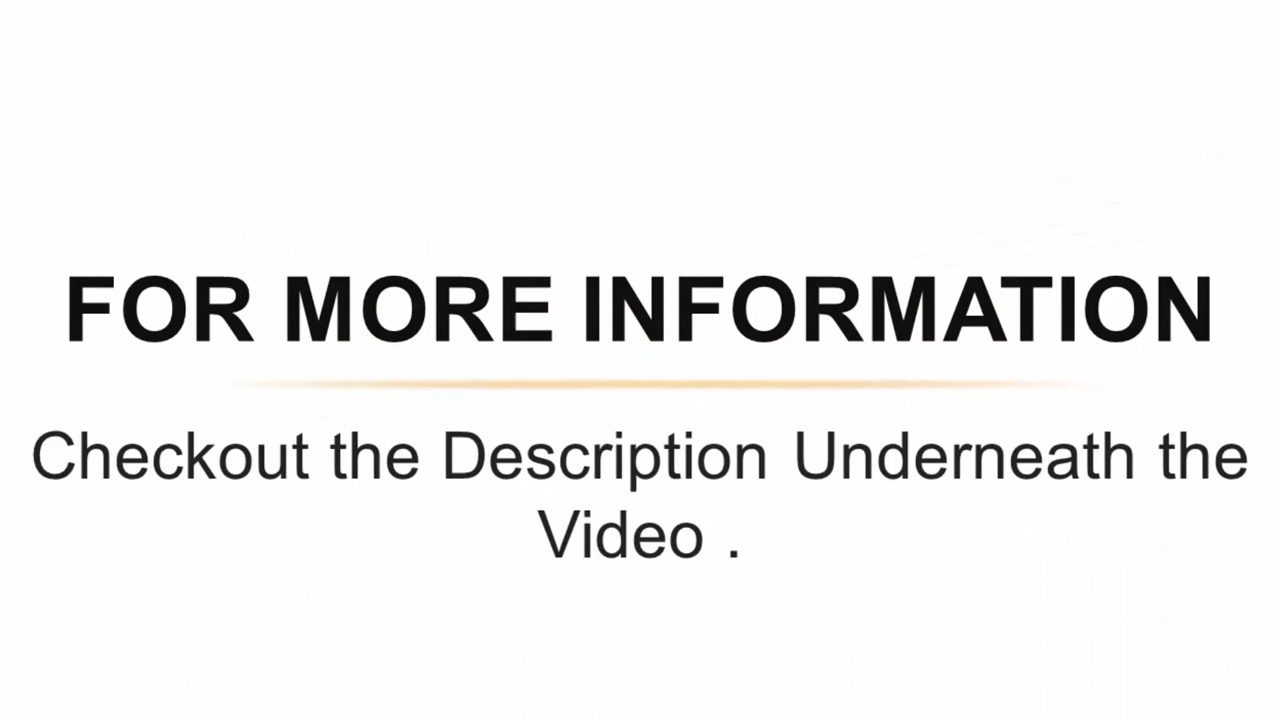 FOR MORE INFORMATION
Checkout the Description Underneath the
Video .